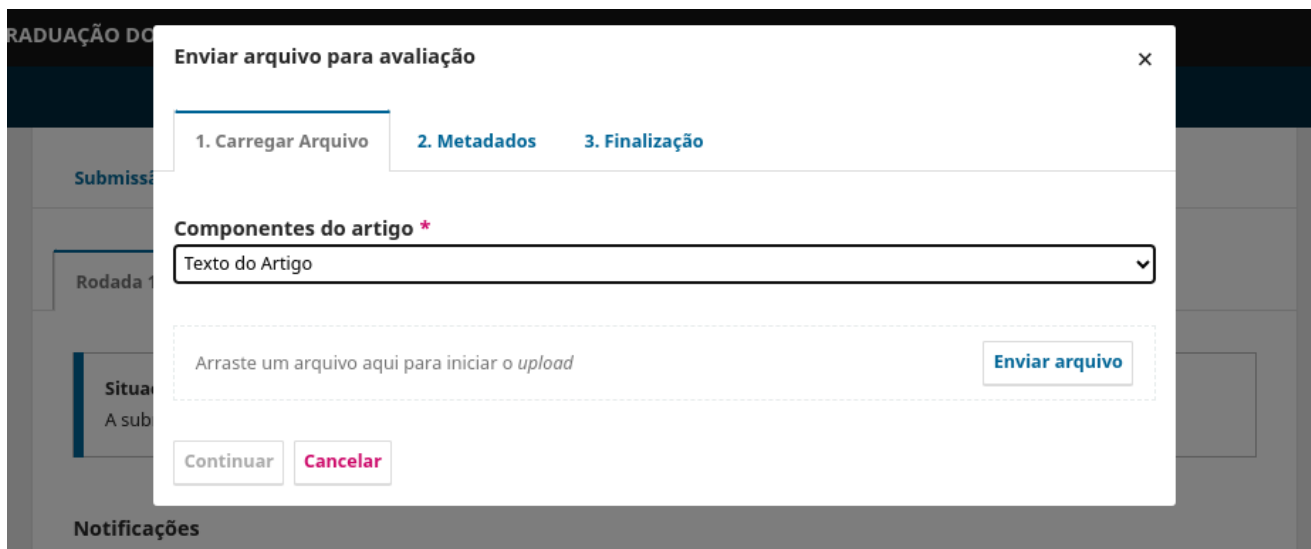 RADUAÇÃO DO
Enviar arquivo para avaliação
×
1. Carregar Arquivo
2. Metadados
3. Finalização
Submissã
Componentes do artigo *
Texto do Artigo
Rodada 1
Arraste um arquivo aqui para iniciar o upload
Enviar arquivo
Situaç
A sub
Continuar
Cancelar
Notificações